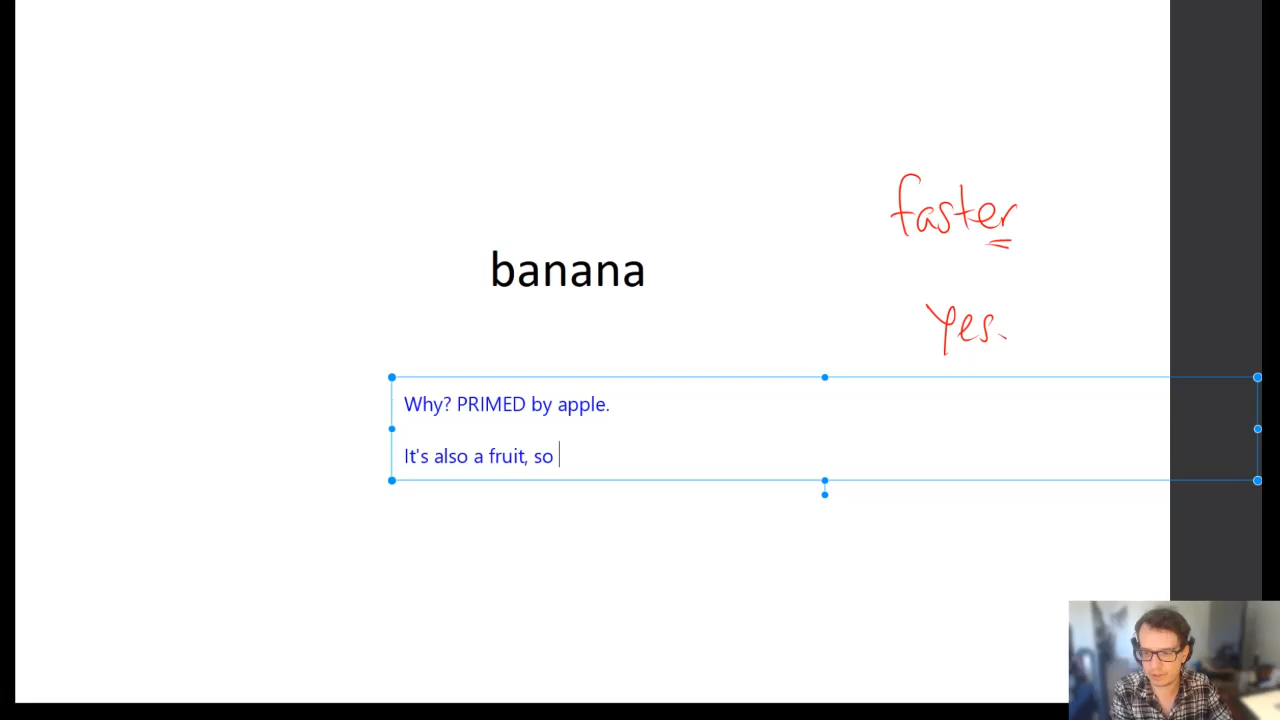 faster
banana
yes.
Why? PRIMED by apple.
It's also a fruit, so